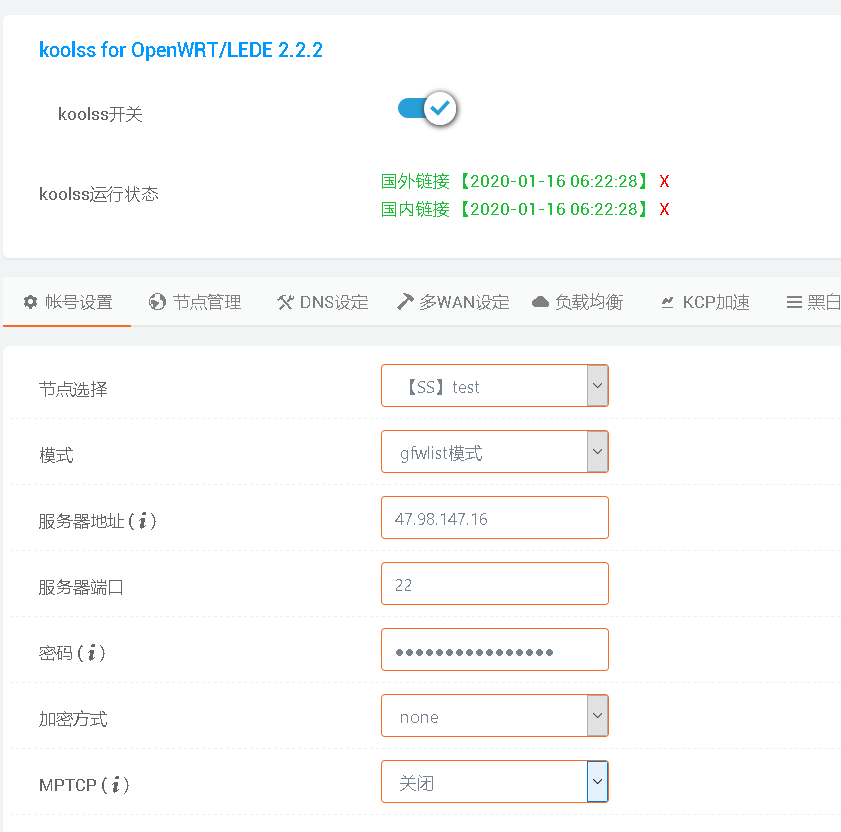 koolss for OpenWRT/LEDE 2.2.2
koolss开关
koolss运行状态
国外链接 【2020-01-16 06:22:28】 X
国内链接 【2020-01-16 06:22:28】 X
帐号设置 节点管理 DNS设定 多WAN设定 负载均衡 KCP加速 黑白
节点选择 【SS】test
模式 gfwlist模式
服务器地址 ( i ) 47.98.147.16
服务器端口 22
密码 ( i ) ●●●●●●●●●●●●●●●●
加密方式 none
MPTCP ( i ) 关闭